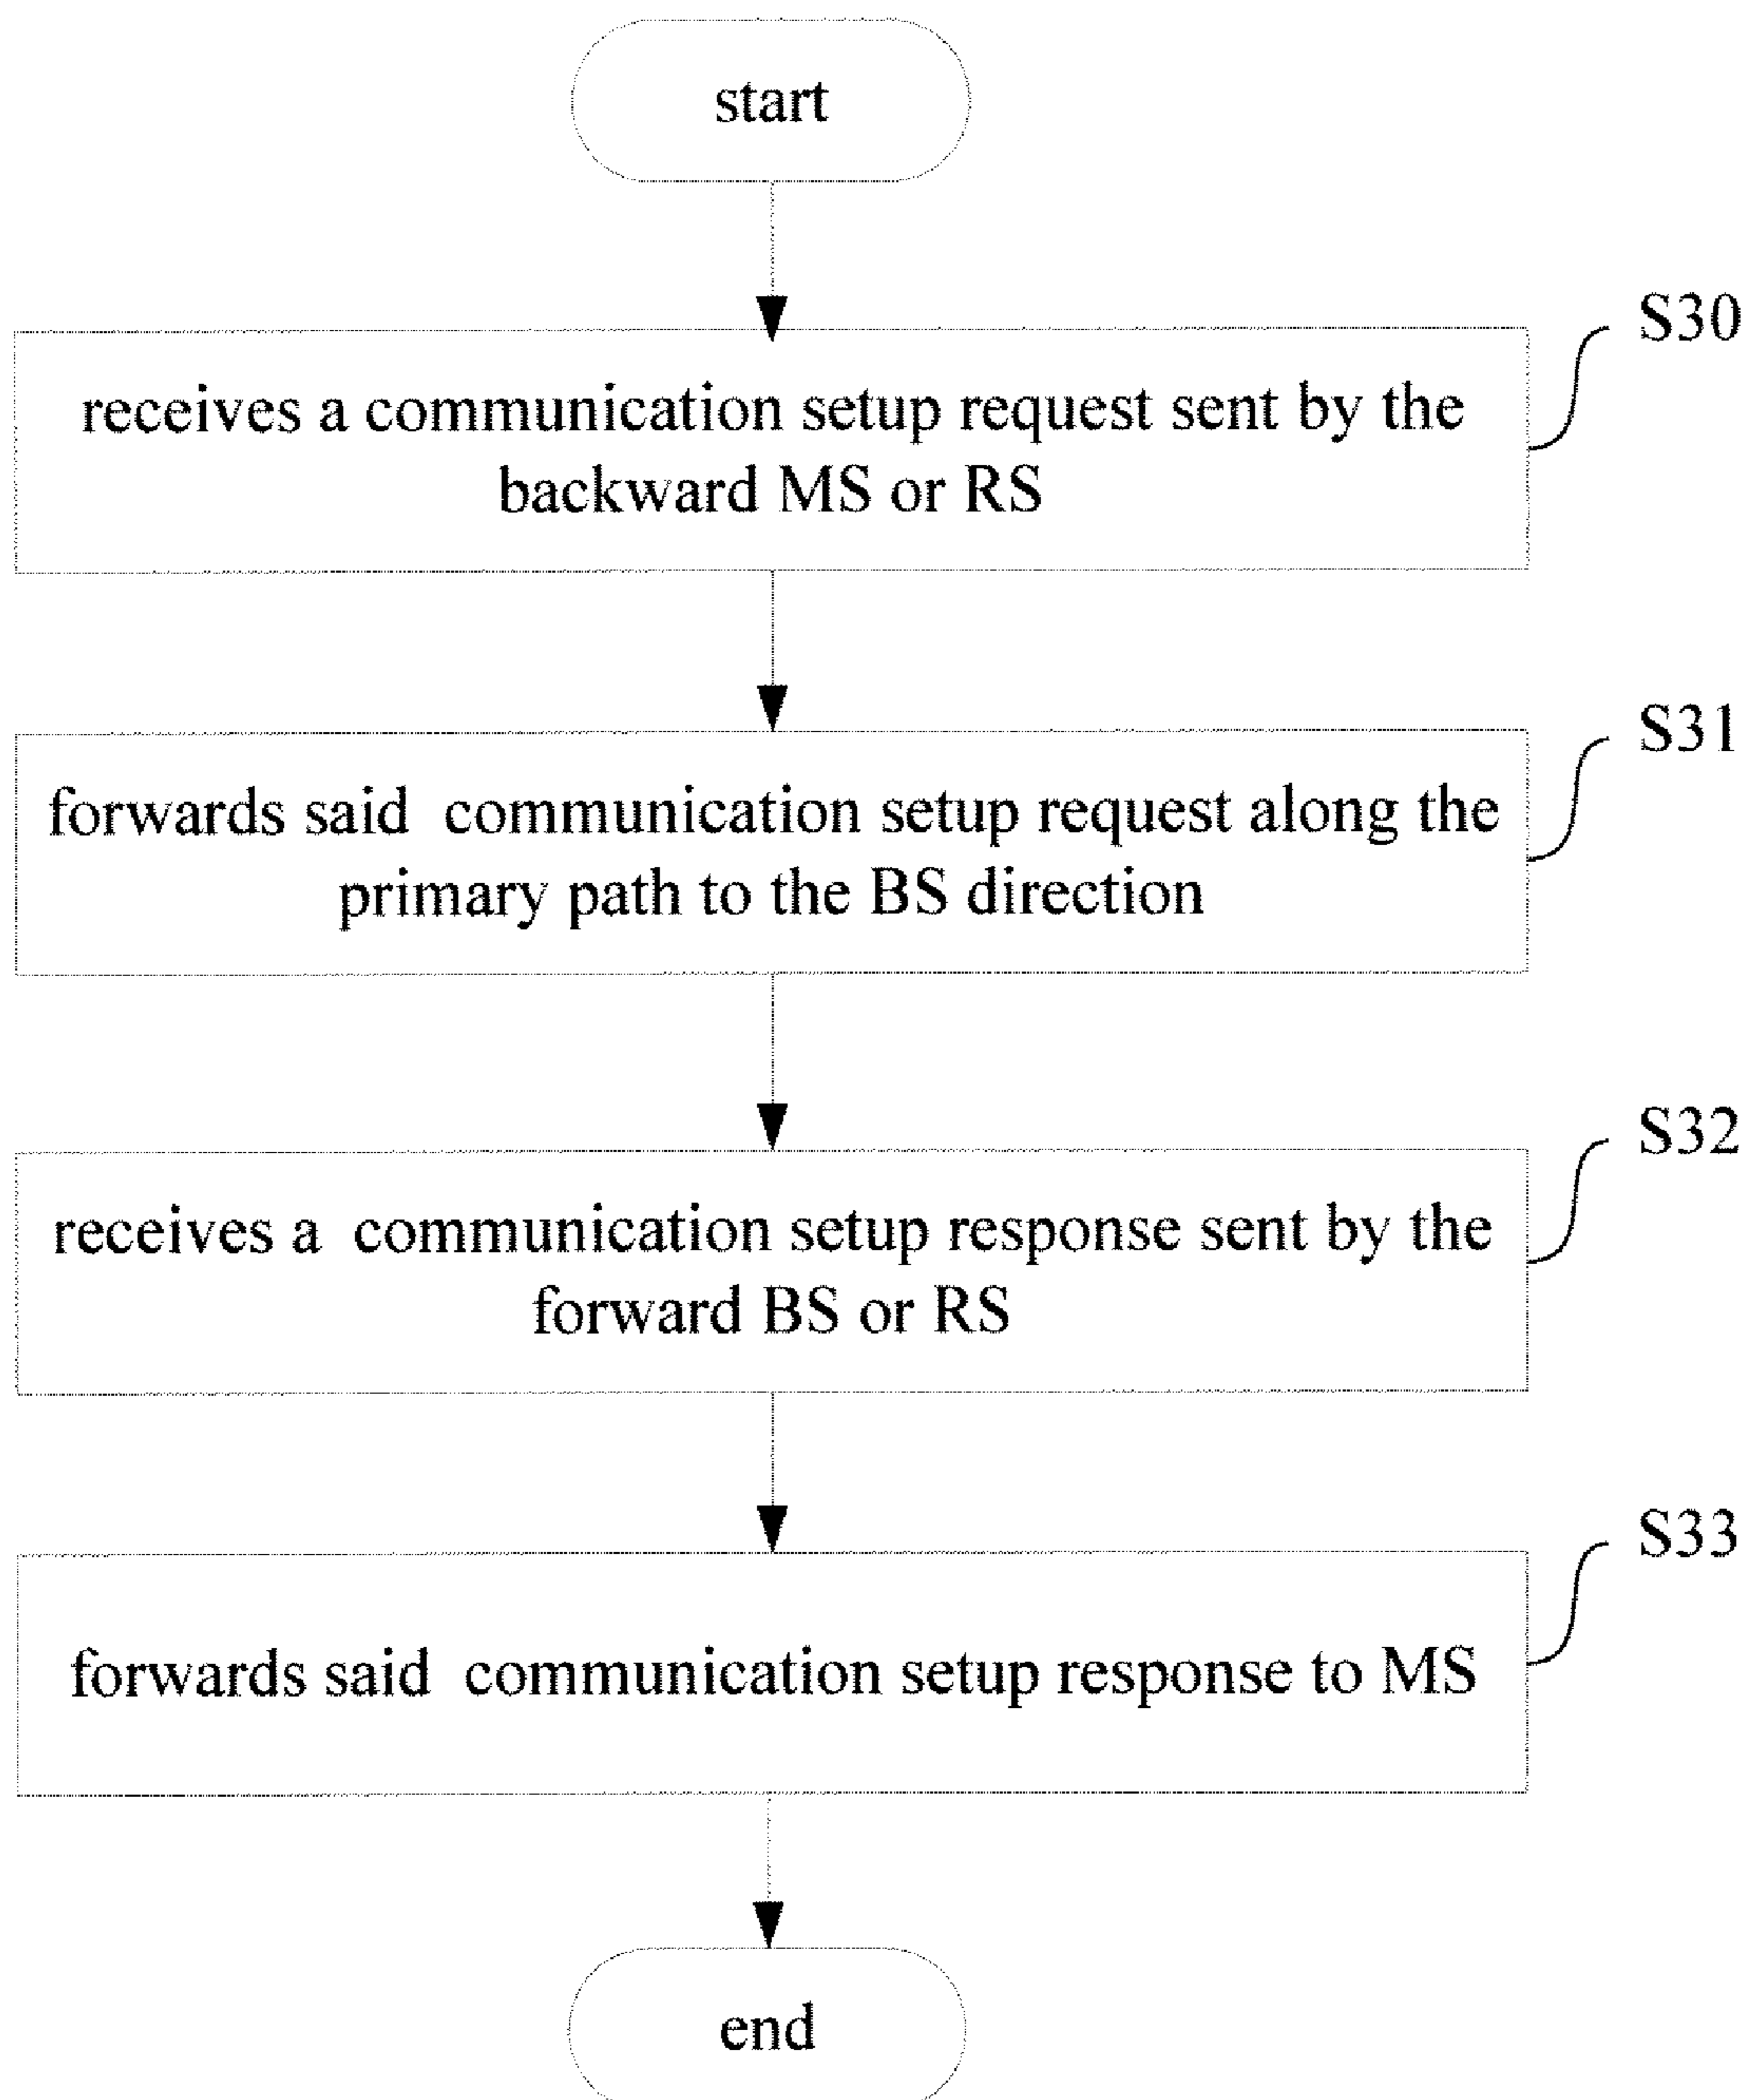 start
S30
receives a communication setup request sent by the
backward MS or RS
S31
forwards said communication setup request along the
primary path to the BS direction
S32
receives a communication setup response sent by the
forward BS or RS
S33
forwards said communication setup response to MS
end